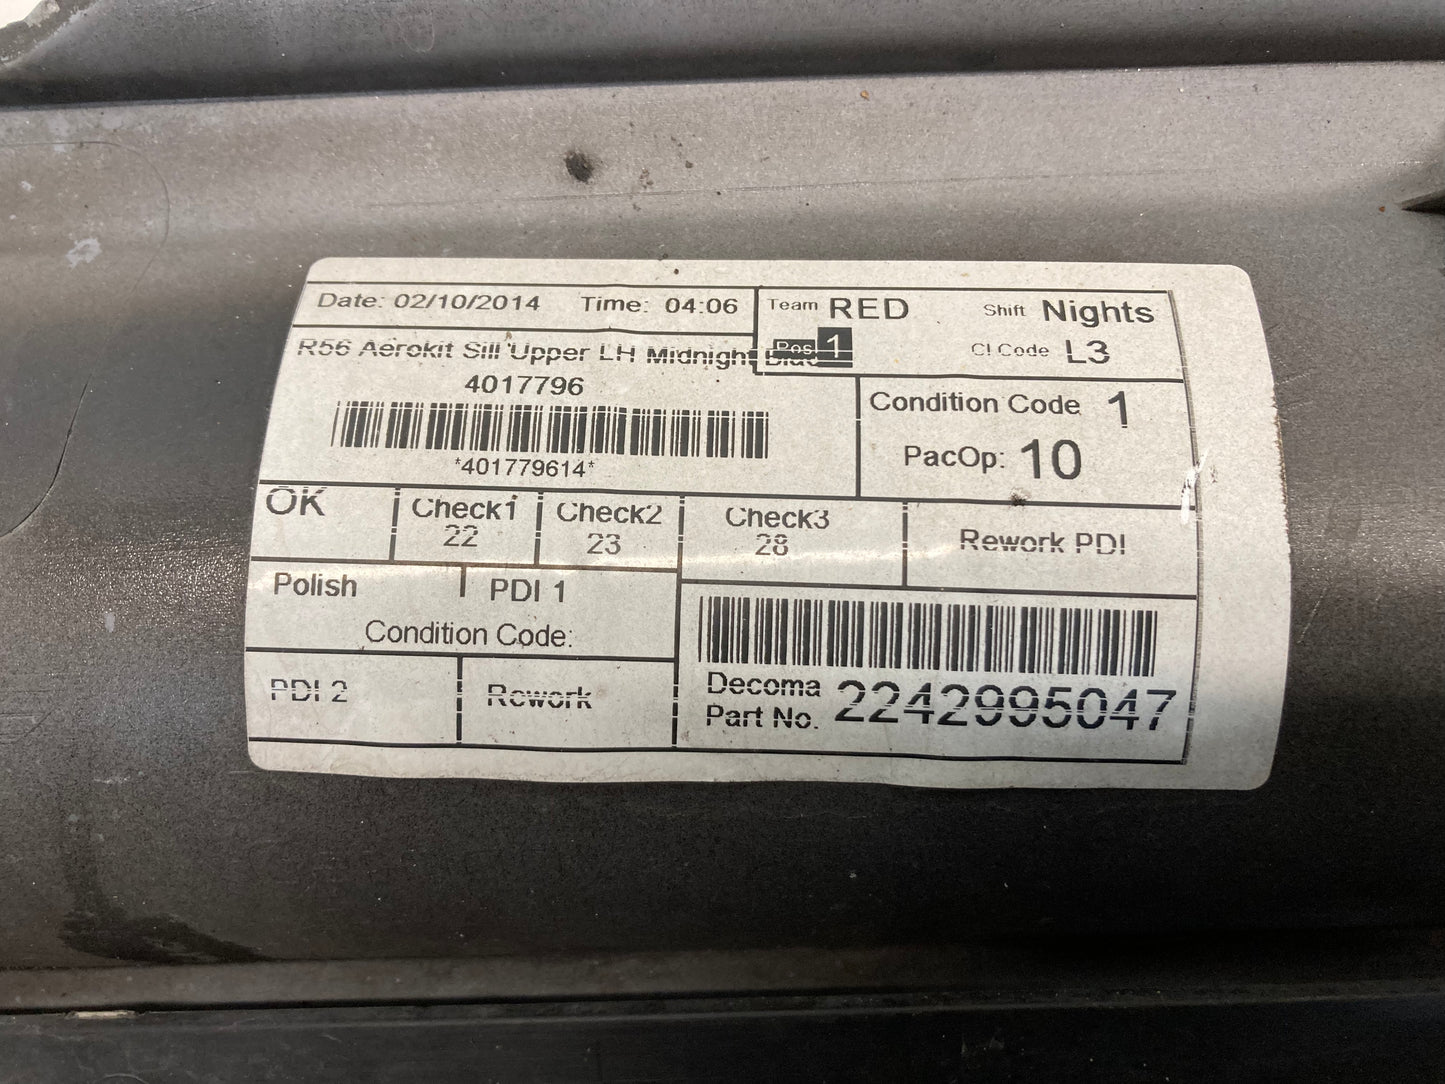 Date: 02/10/2014 Time: 04:06
Team RED Shift Nights
Pos 1 CI Code L3
R56 Aerokit Sill Upper LH Midnight
4017796
*401779614*
Condition Code 1
PacOp: 10
OK Check1 Check2 Check3 Rework PDI
22 23 28
Polish PDI 1
Condition Code:
PDI 2 Rework
Decoma
Part No. 2242995047